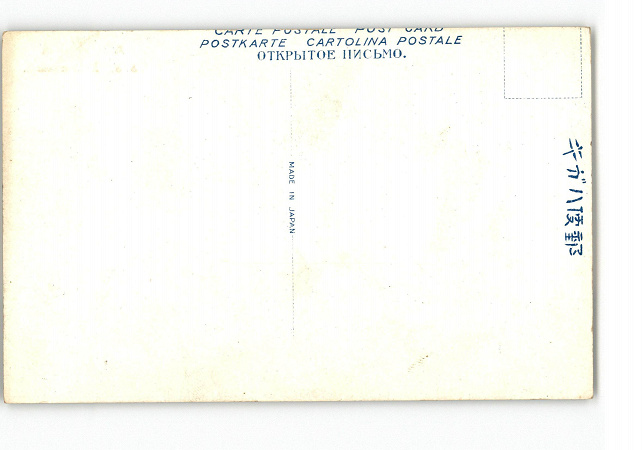 CARTE POSTALE POST CARD
POSTKARTE CARTOLINA POSTALE
ОТКРЫТОЕ ПИСЬМО.
MADE IN JAPAN
キガハ便郵